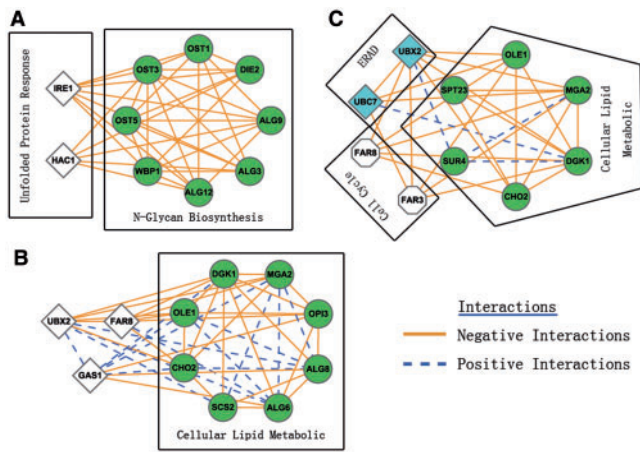 A
Unfolded Protein Response
IRE1
HAC1
OST1
OST3
DIE2
OST5
ALG9
WBP1
ALG3
ALG12
N-Glycan Biosynthesis
C
ERAD
UBX2
UBC7
OLE1
SPT23
MGA2
FAR8
SUR4
DGK1
FAR3
CHO2
Cell Cycle
Cellular Lipid
Metabolic
B
DGK1
MGA2
UBX2
FAR8
OLE1
OPI3
GAS1
CHO2
ALG8
SCS2
ALG6
Cellular Lipid Metabolic
Interactions
Negative Interactions
Positive Interactions